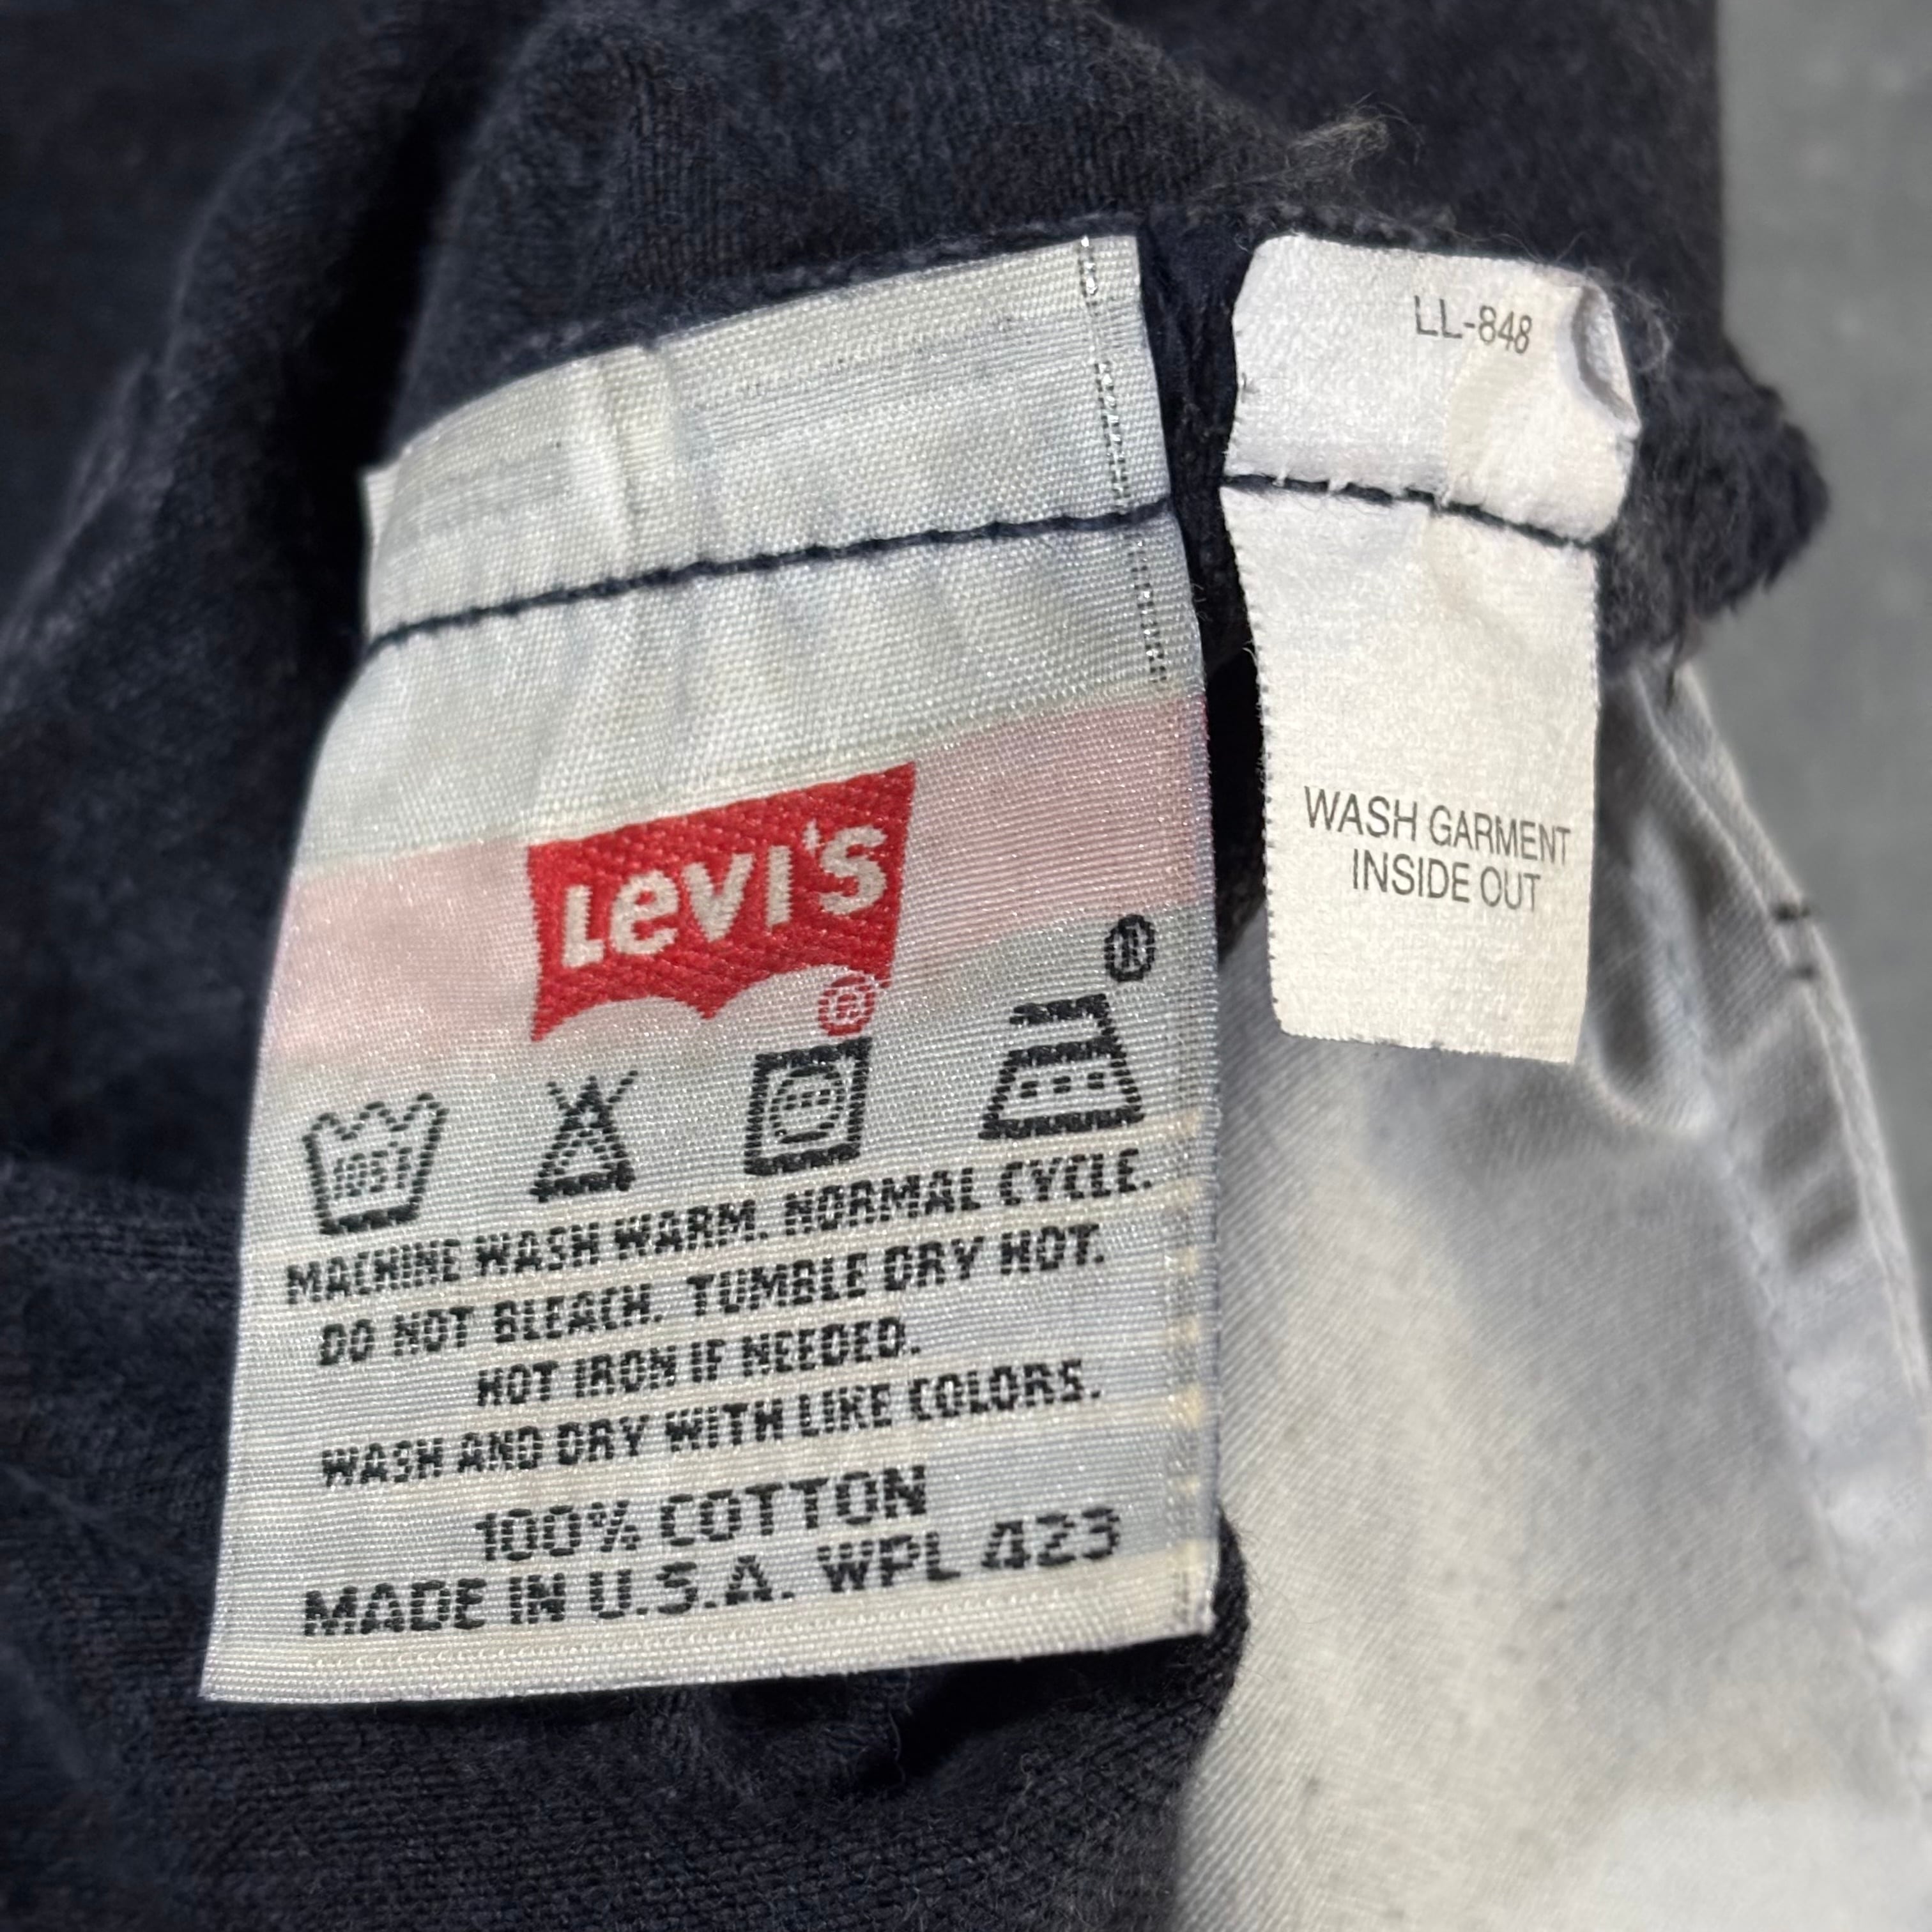 LEVI'S
®
®
105F
MACHINE WASH WARM. NORMAL CYCLE.
DO NOT BLEACH. TUMBLE DRY HOT.
HOT IRON IF NEEDED.
WASH AND DRY WITH LIKE COLORS.
100% COTTON
MADE IN U.S.A. WPL 423
LL-848
WASH GARMENT
INSIDE OUT